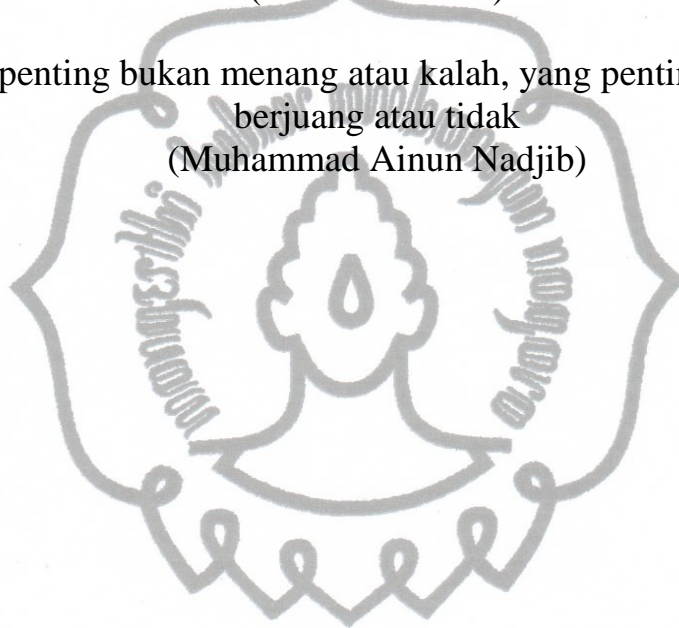 penting bukan menang atau kalah, yang pentin
berjuang atau tidak
(Muhammad Ainun Nadjib)